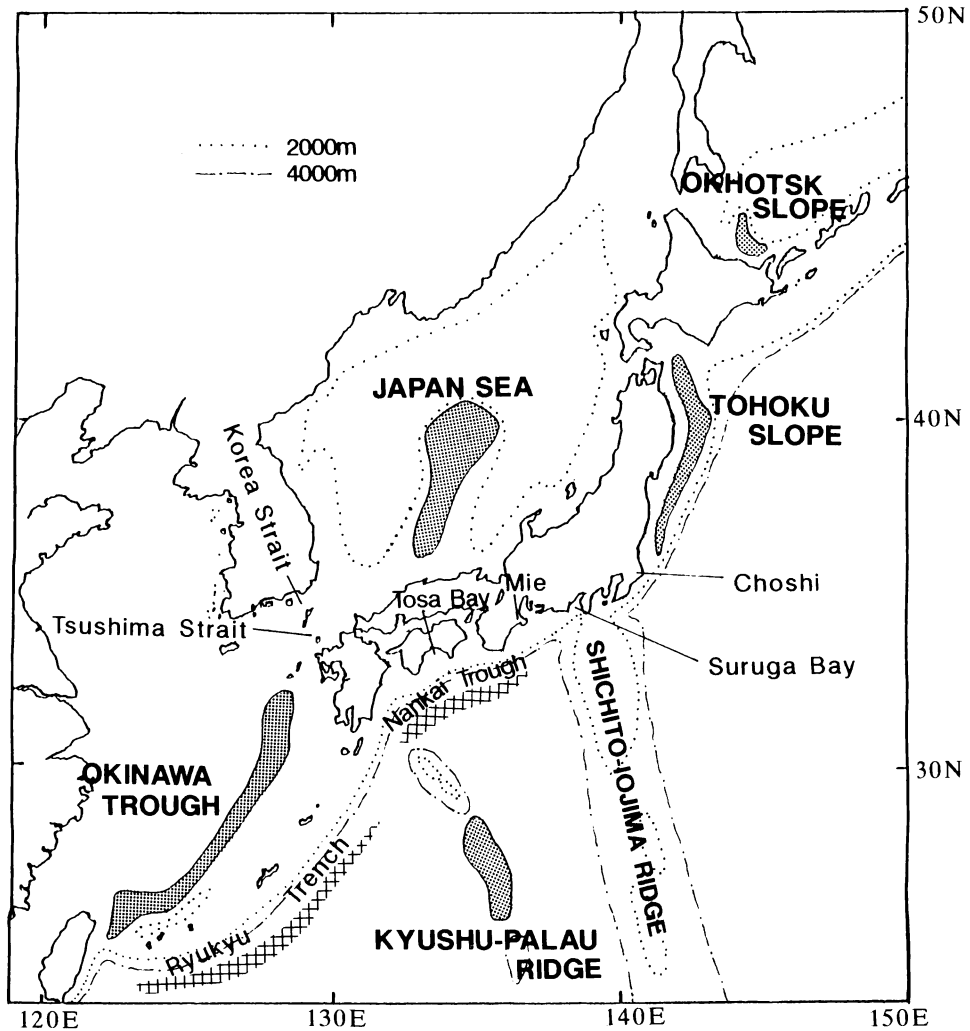 50N
2000m
4000m
OKHOTSK
SLOPE
JAPAN SEA
TOHOKU
SLOPE
40N
Korea Strait
Mie
Tosa Bay
Choshi
Tsushima Strait
Suruga Bay
Nankai Trough
SHICHITO-IOJIMA RIDGE
OKINAWA
TROUGH
30N
Ryukyu Trench
KYUSHU-PALAU
RIDGE
120E
130E
140E
150E